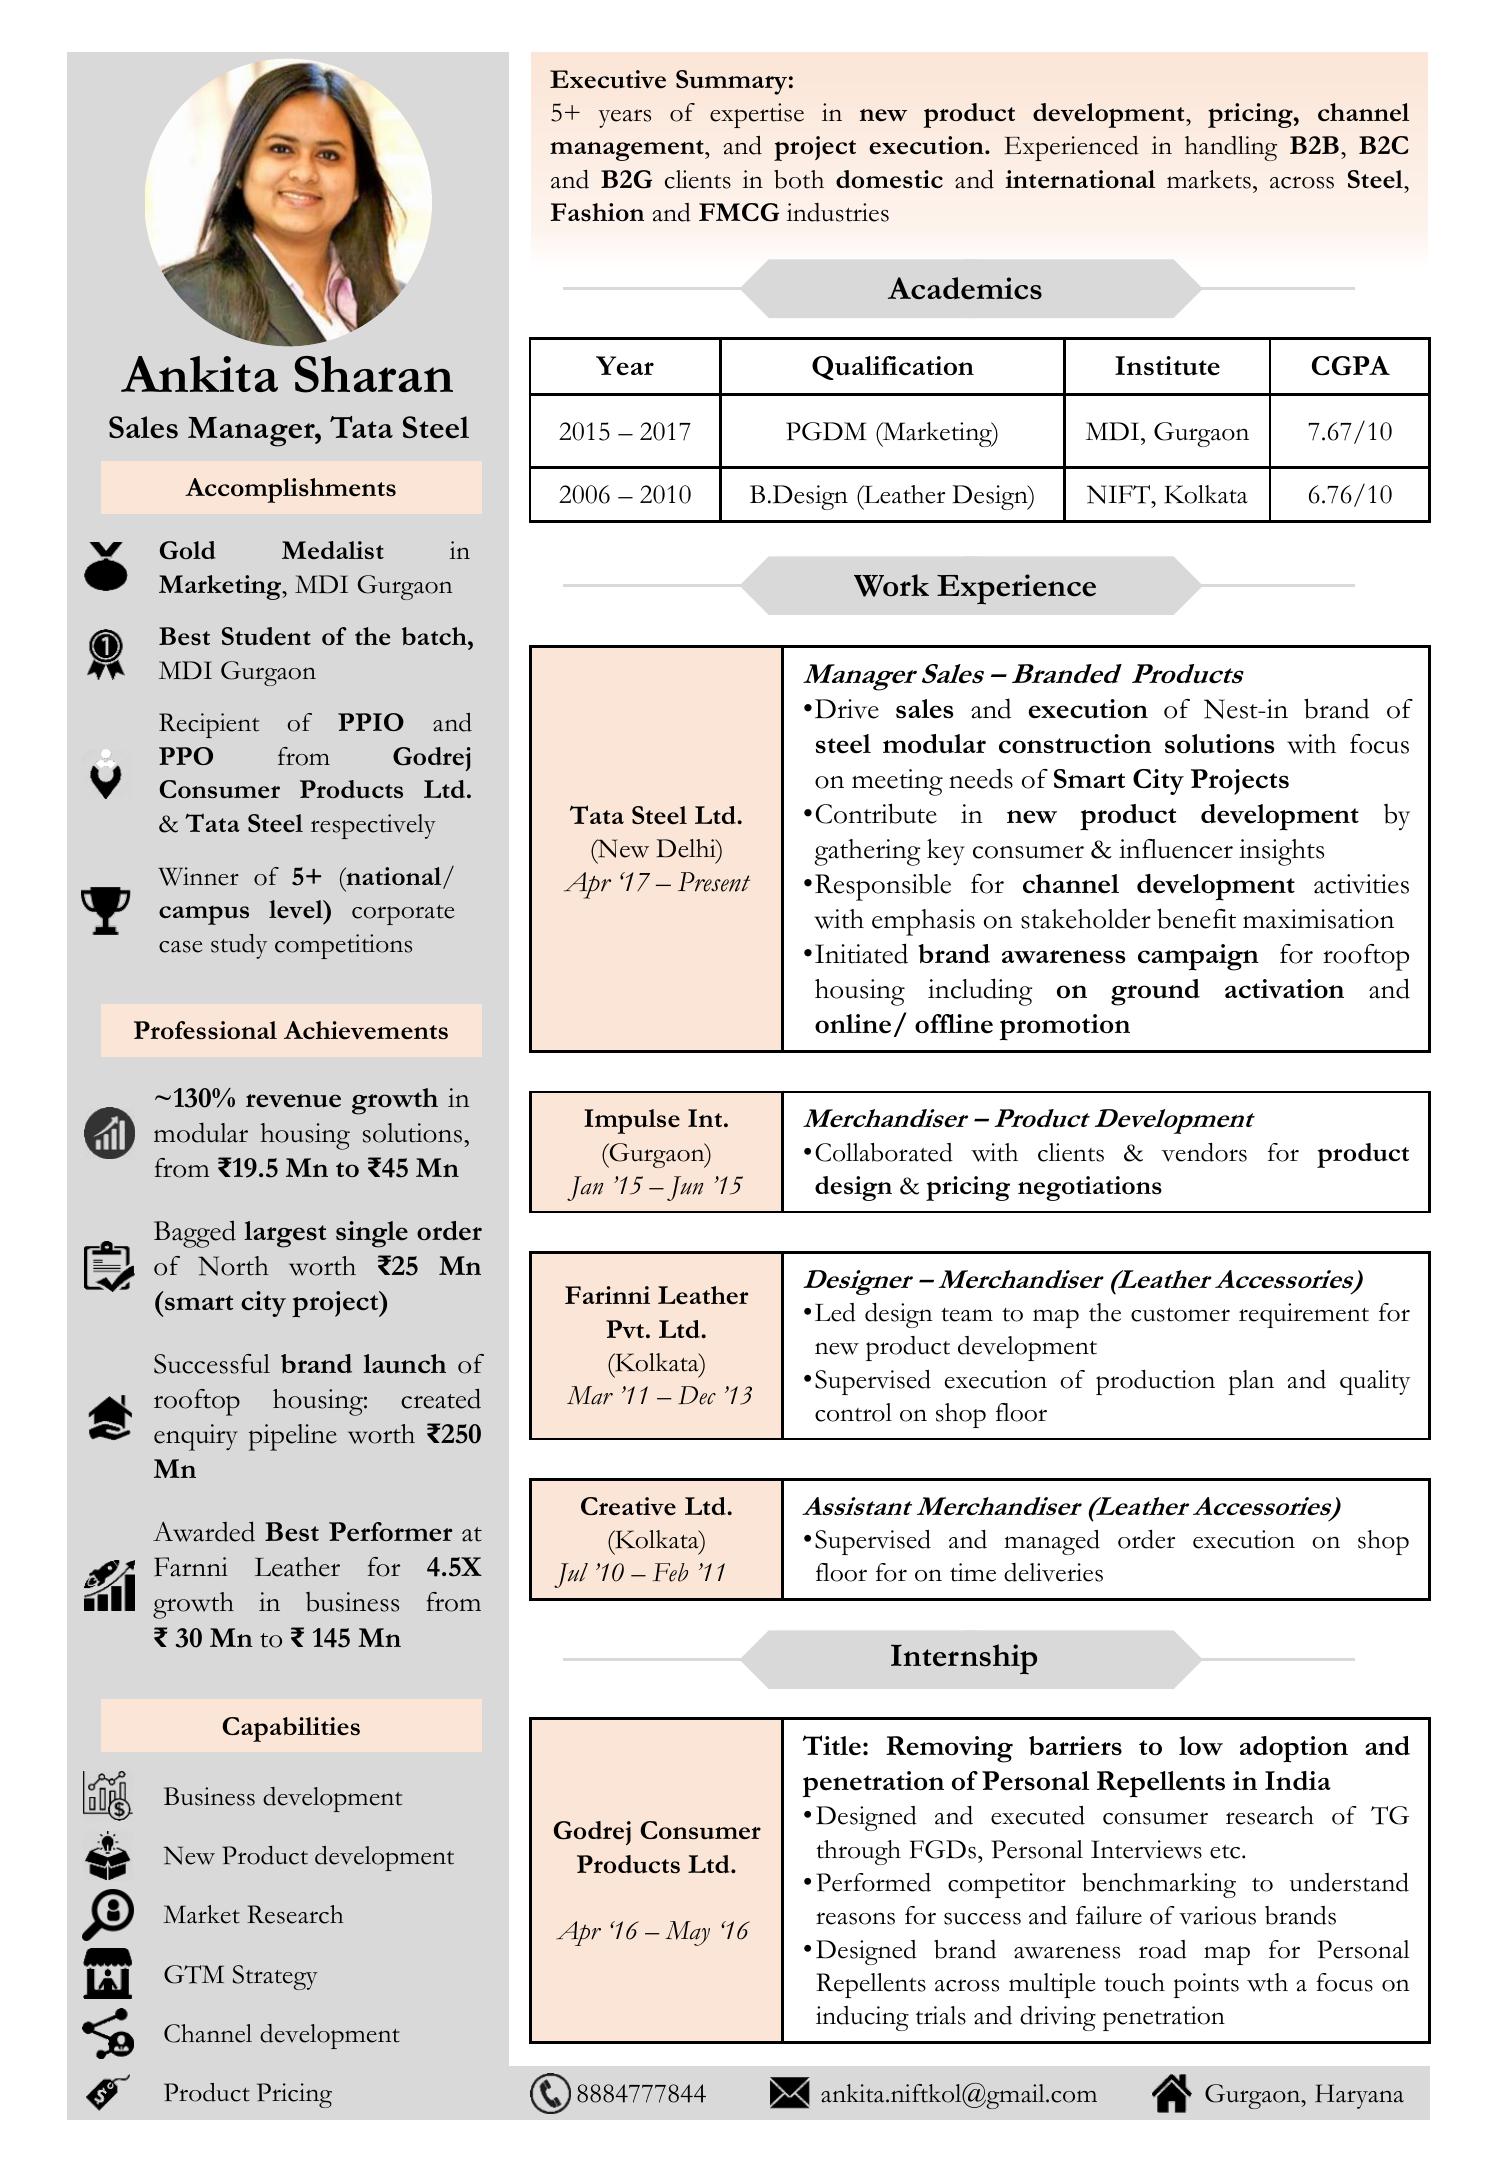 Ankita Sharan
Sales Manager, Tata Steel
Accomplishments
Gold Medalist in
Marketing, MDI Gurgaon
Best Student of the batch,
MDI Gurgaon
Recipient of PPIO and
PPO from Godrej
Consumer Products Ltd.
& Tata Steel respectively
Winner of 5+ (national/
campus level) corporate
case study competitions
Professional Achievements
~130% revenue growth in
modular housing solutions,
from ₹19.5 Mn to ₹45 Mn
Bagged largest single order
of North worth ₹25 Mn
(smart city project)
Successful brand launch of
rooftop housing: created
enquiry pipeline worth ₹250
Mn
Awarded Best Performer at
Farnni Leather for 4.5X
growth in business from
₹ 30 Mn to ₹ 145 Mn
Capabilities
Business development
New Product development
Market Research
GTM Strategy
Channel development
Product Pricing
Executive Summary:
5+ years of expertise in new product development, pricing, channel
management, and project execution. Experienced in handling B2B, B2C
and B2G clients in both domestic and international markets, across Steel,
Fashion and FMCG industries
Academics
Year Qualification Institute CGPA
2015 – 2017 PGDM (Marketing) MDI, Gurgaon 7.67/10
2006 – 2010 B.Design (Leather Design) NIFT, Kolkata 6.76/10
Work Experience
Tata Steel Ltd.
(New Delhi)
Apr ‘17 – Present
Manager Sales – Branded Products
•Drive sales and execution of Nest-in brand of
steel modular construction solutions with focus
on meeting needs of Smart City Projects
•Contribute in new product development by
gathering key consumer & influencer insights
•Responsible for channel development activities
with emphasis on stakeholder benefit maximisation
•Initiated brand awareness campaign for rooftop
housing including on ground activation and
online/ offline promotion
Impulse Int.
(Gurgaon)
Jan ’15 – Jun ’15
Merchandiser – Product Development
•Collaborated with clients & vendors for product
design & pricing negotiations
Farinni Leather
Pvt. Ltd.
(Kolkata)
Mar ’11 – Dec ’13
Designer – Merchandiser (Leather Accessories)
•Led design team to map the customer requirement for
new product development
•Supervised execution of production plan and quality
control on shop floor
Creative Ltd.
(Kolkata)
Jul ’10 – Feb ’11
Assistant Merchandiser (Leather Accessories)
•Supervised and managed order execution on shop
floor for on time deliveries
Internship
Godrej Consumer
Products Ltd.
Apr ‘16 – May ‘16
Title: Removing barriers to low adoption and
penetration of Personal Repellents in India
•Designed and executed consumer research of TG
through FGDs, Personal Interviews etc.
•Performed competitor benchmarking to understand
reasons for success and failure of various brands
•Designed brand awareness road map for Personal
Repellents across multiple touch points wth a focus on
inducing trials and driving penetration
8884777844 ankita.niftkol@gmail.com Gurgaon, Haryana